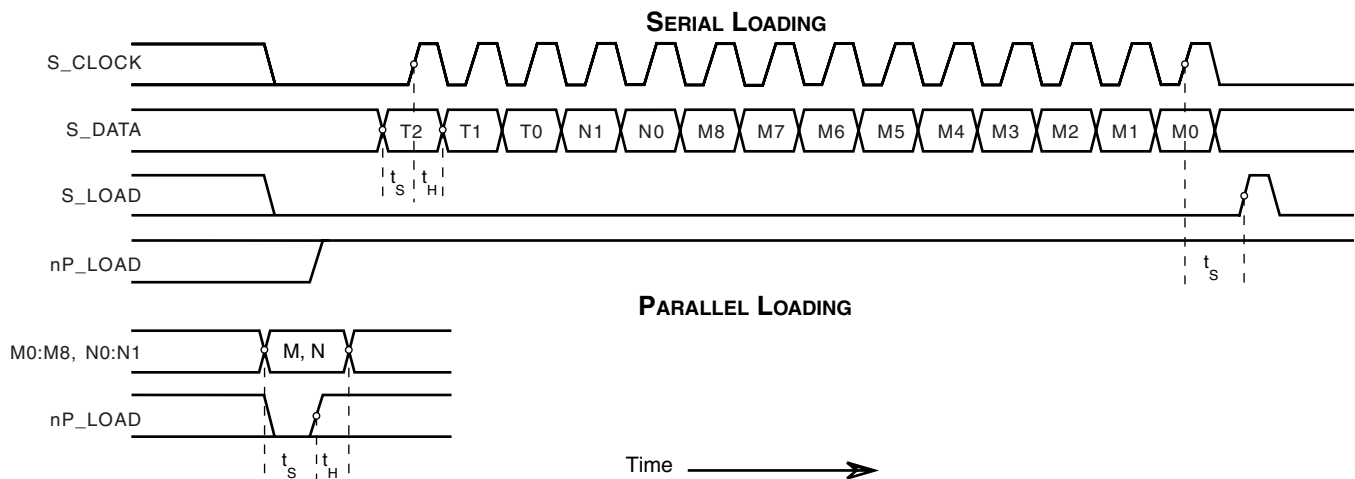 SERIAL LOADING
S_CLOCK
S_DATA T2 T1 T0 N1 N0 M8 M7 M6 M5 M4 M3 M2 M1 M0
tS tH
S_LOAD
nP_LOAD
tS
PARALLEL LOADING
M0:M8, N0:N1 M, N
nP_LOAD
tS tH
Time